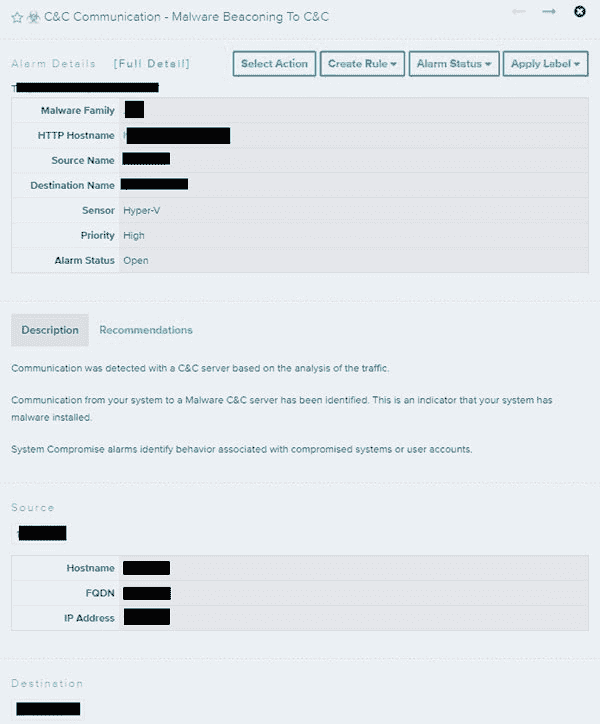 C&C Communication - Malware Beaconing To C&C
Alarm Details [Full Detail] Select Action Create Rule Alarm Status Apply Label
Malware Family
HTTP Hostname
Source Name
Destination Name
Sensor Hyper-V
Priority High
Alarm Status Open
Description Recommendations
Communication was detected with a C&C server based on the analysis of the traffic.
Communication from your system to a Malware C&C server has been identified. This is an indicator that your system has
malware installed.
System Compromise alarms identify behavior associated with compromised systems or user accounts.
Source
Hostname
FQDN
IP Address
Destination